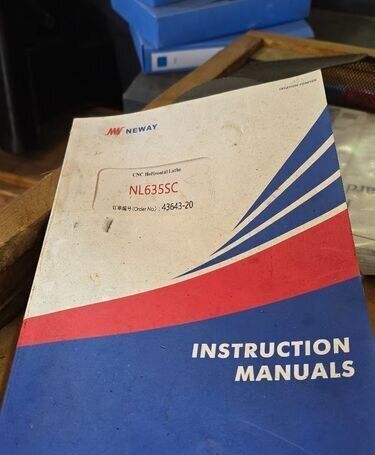 NEWAY
CNC Horizontal Lathe
NL635SC
订单编号(Order No.): 43643-20
INSTRUCTION
MANUALS